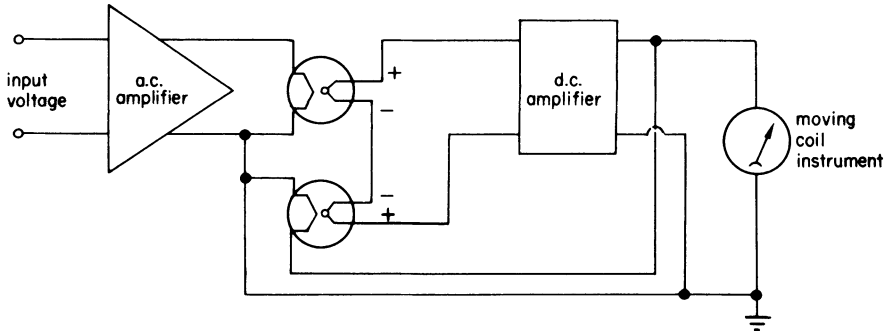 input
voltage
a.c.
amplifier
+
−
−
+
d.c.
amplifier
moving
coil
instrument